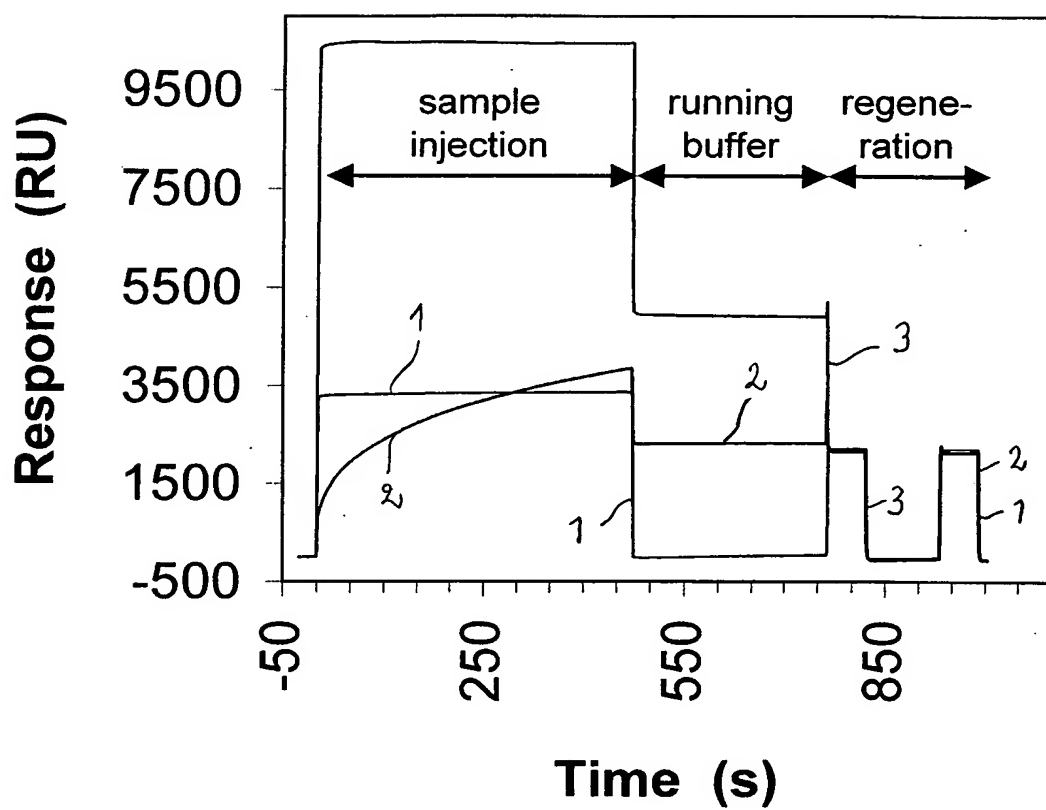 9500
7500
5500
3500
1500
-500
Response (RU)
sample
injection
running
buffer
regene-
ration
1
2
1
2
3
3
2
1
-50
250
550
850
Time (s)